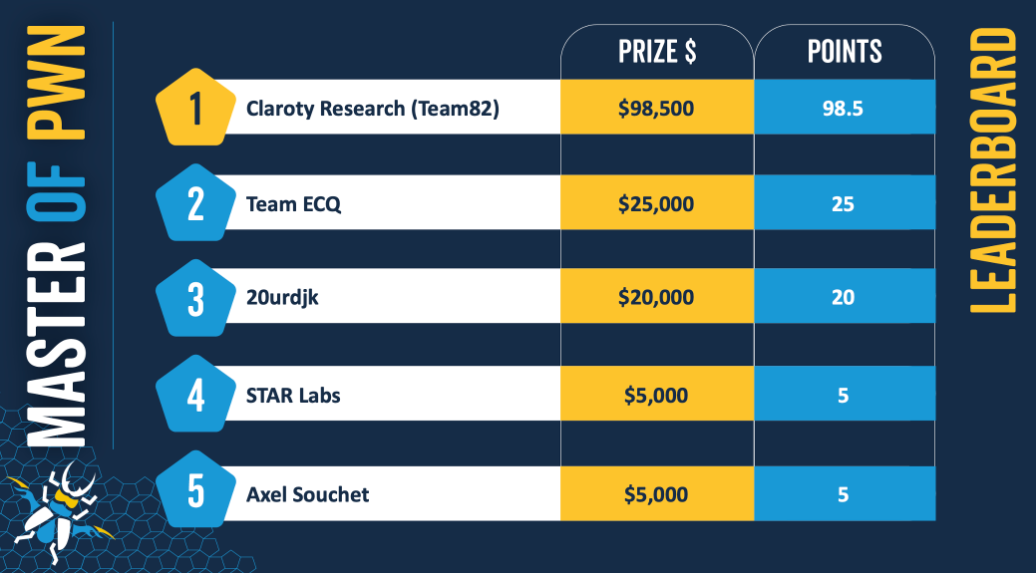 MASTER OF PWN
PRIZE $ POINTS
1 Claroty Research (Team82) $98,500 98.5
2 Team ECQ $25,000 25
3 20urdjk $20,000 20
4 STAR Labs $5,000 5
5 Axel Souchet $5,000 5
LEADERBOARD